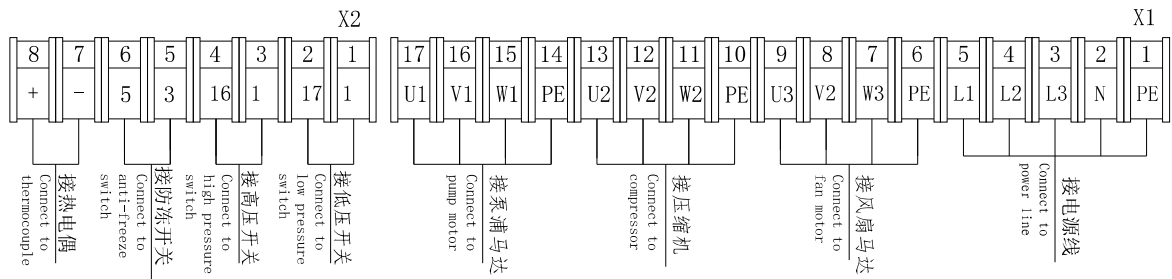 X2
X1
8 7 6 5 4 3 2 1
17 16 15 14 13 12 11 10 9 8 7 6 5 4 3 2 1
+ - 5 3 16 1 17 1
U1 V1 W1 PE U2 V2 W2 PE U3 V2 W3 PE L1 L2 L3 N PE
接热电偶
Connect to
thermocouple
接防冻开关
Connect to
anti-freeze
switch
接高压开关
Connect to
high pressure
switch
接低压开关
Connect to
low pressure
switch
接泵浦马达
Connect to
pump motor
接压缩机
Connect to
compressor
接风扇马达
Connect to
fan motor
接电源线
Connect to
power line